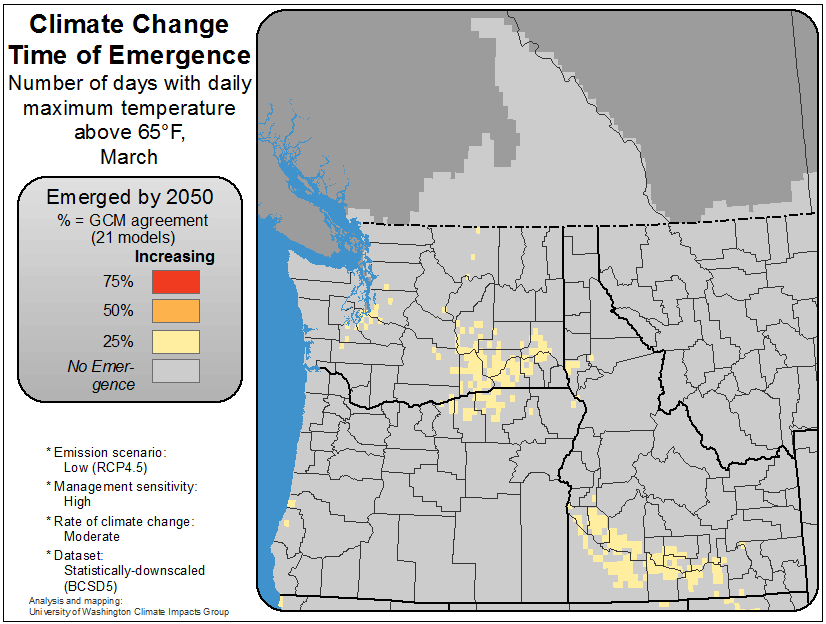 Climate Change
Time of Emergence
Number of days with daily
maximum temperature
above 65°F,
March
Emerged by 2050
% = GCM agreement
(21 models)
Increasing
75%
50%
25%
No Emer-
gence
* Emission scenario:
Low (RCP4.5)
* Management sensitivity:
High
* Rate of climate change:
Moderate
* Dataset:
Statistically-downscaled
(BCSD5)
Analysis and mapping:
University of Washington Climate Impacts Group